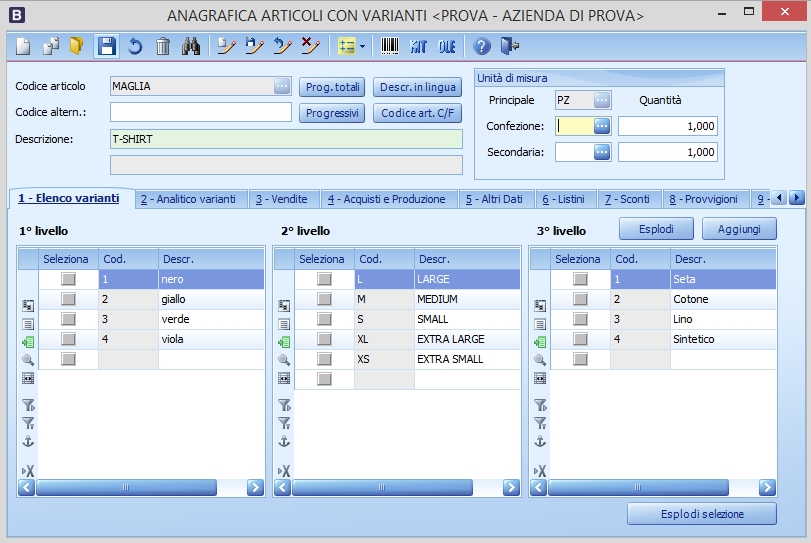 B ANAGRAFICA ARTICOLI CON VARIANTI <PROVA - AZIENDA DI PROVA>
KIT OLE ?
Codice articolo MAGLIA ... Prog. totali Descr. in lingua
Codice altern.: Progressivi Codice art. C/F
Descrizione: T-SHIRT
Unità di misura
Principale PZ ... Quantità
Confezione: ... 1,000
Secondaria: ... 1,000
1 - Elenco varianti 2 - Analitico varianti 3 - Vendite 4 - Acquisti e Produzione 5 - Altri Dati 6 - Listini 7 - Sconti 8 - Provvigioni 9 -
1° livello 2° livello 3° livello Esplodi Aggiungi
Seleziona Cod. Descr.
1 nero
2 giallo
3 verde
4 viola
Seleziona Cod. Descr.
L LARGE
M MEDIUM
S SMALL
XL EXTRA LARGE
XS EXTRA SMALL
Seleziona Cod. Descr.
1 Seta
2 Cotone
3 Lino
4 Sintetico
Esplodi selezione